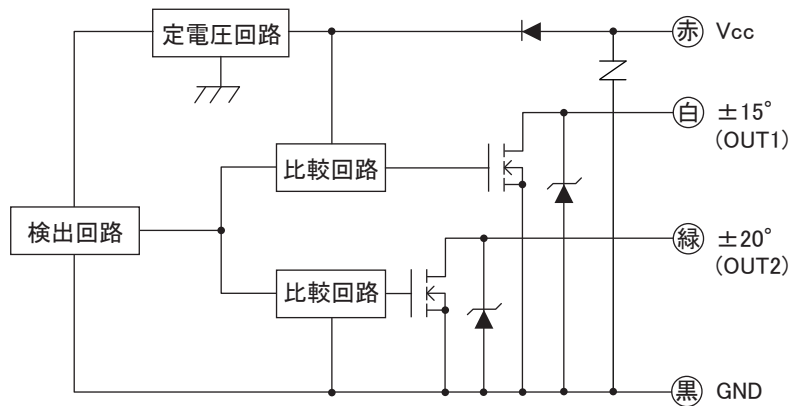 定電圧回路
赤 Vcc
白 ±15°
(OUT1)
比較回路
検出回路
緑 ±20°
(OUT2)
比較回路
黒 GND